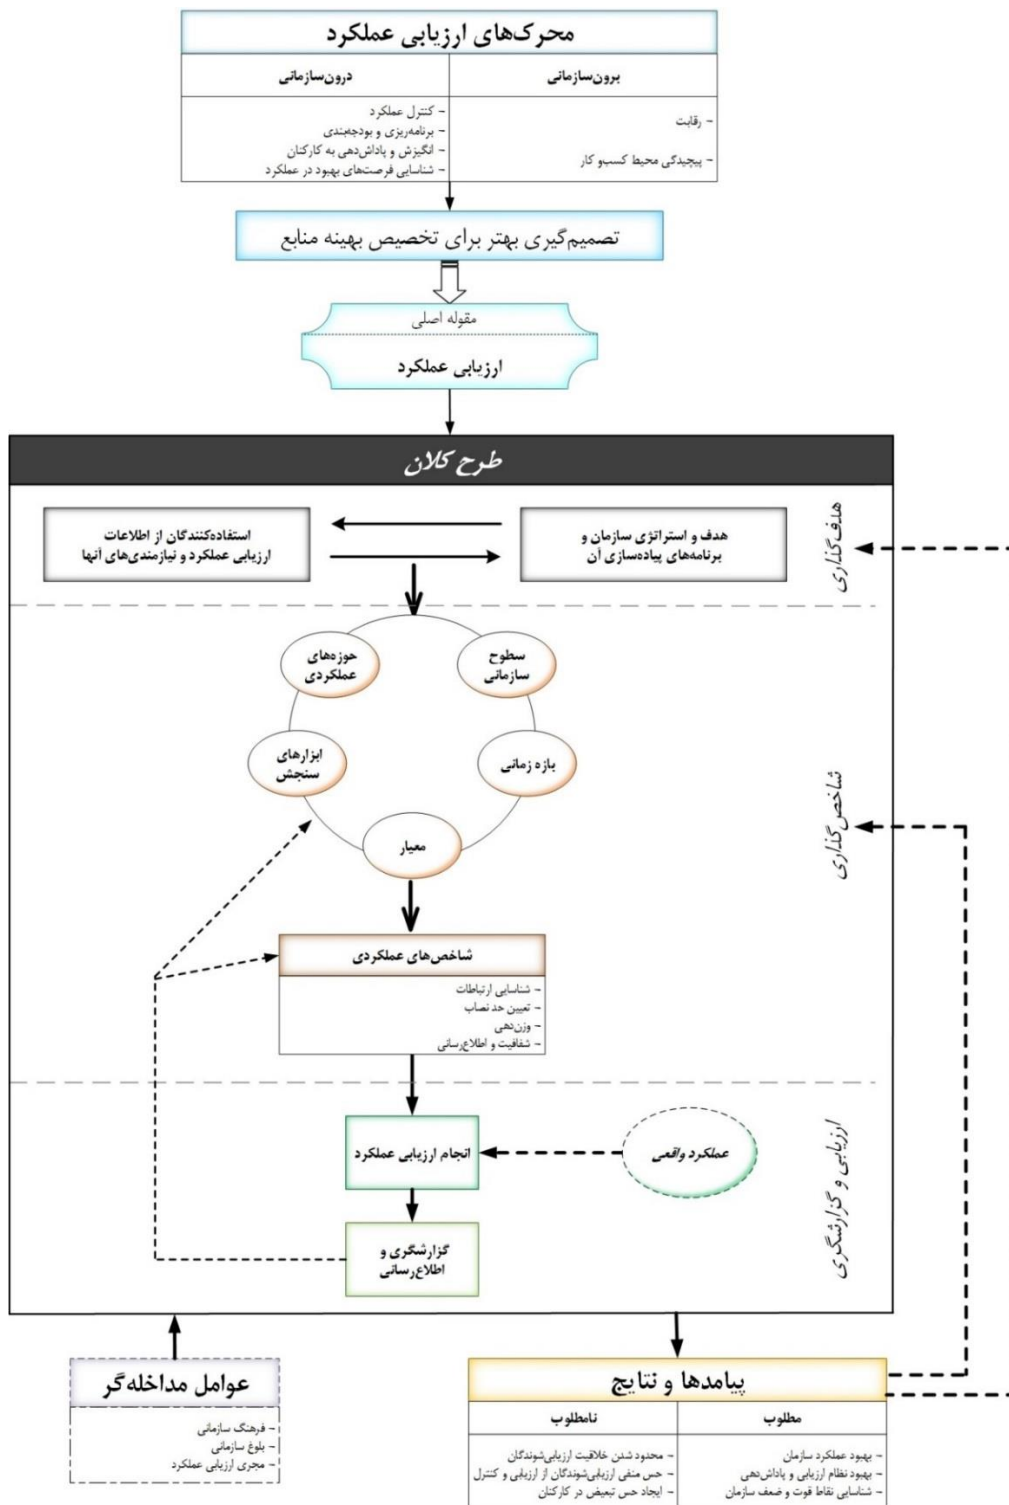 محرک‌های ارزیابی عملکرد
برون‌سازمانی
درون‌سازمانی
- رقابت
- پیچیدگی محیط کسب‌و کار
- کنترل عملکرد
- برنامه‌ریزی و بودجه‌بندی
- انگیزش و پاداش‌دهی به کارکنان
- شناسایی فرصت‌های بهبود در عملکرد
تصمیم‌گیری بهتر برای تخصیص بهینه منابع
مقوله اصلی
ارزیابی عملکرد
طرح کلان
هدف‌گذاری
هدف و استراتژی سازمان و
برنامه‌های پیاده‌سازی آن
استفاده‌کنندگان از اطلاعات
ارزیابی عملکرد و نیازمندی‌های آنها
شاخص‌گذاری
سطوح
سازمانی
حوزه‌های
عملکردی
بازه زمانی
ابزارهای
سنجش
معیار
شاخص‌های عملکردی
- شناسایی ارتباطات
- تعیین حد نصاب
- وزن‌دهی
- شفافیت و اطلاع‌رسانی
ارزیابی و گزارشگری
عملکرد واقعی
انجام ارزیابی عملکرد
گزارشگری و
اطلاع‌رسانی
پیامدها و نتایج
مطلوب
نامطلوب
- بهبود عملکرد سازمان
- بهبود نظام ارزیابی و پاداش‌دهی
- شناسایی نقاط قوت و ضعف سازمان
- محدود شدن خلاقیت ارزیابی‌شوندگان
- حس منفی ارزیابی‌شوندگان از ارزیابی و کنترل
- ایجاد حس تبعیض در کارکنان
عوامل مداخله‌گر
- فرهنگ سازمانی
- بلوغ سازمانی
- مجری ارزیابی عملکرد